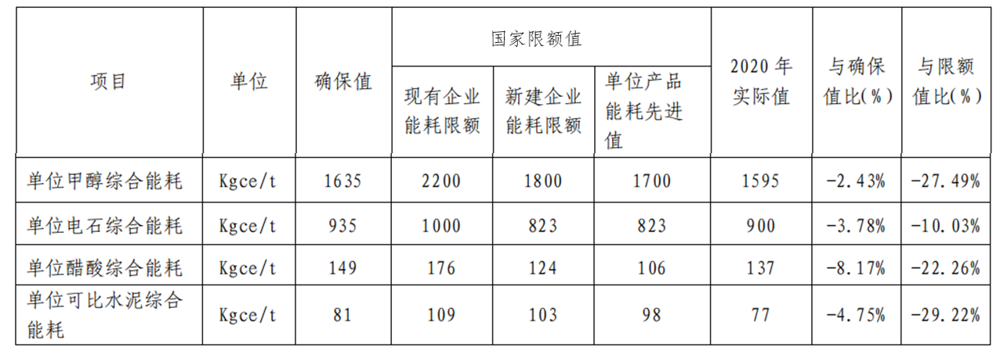 项目 单位 确保值 国家限额值 2020 年实际值 与确保值比(%) 与限额值比(%)
现有企业能耗限额 新建企业能耗限额 单位产品能耗先进值
单位甲醇综合能耗 Kgce/t 1635 2200 1800 1700 1595 -2.43% -27.49%
单位电石综合能耗 Kgce/t 935 1000 823 823 900 -3.78% -10.03%
单位醋酸综合能耗 Kgce/t 149 176 124 106 137 -8.17% -22.26%
单位可比水泥综合能耗 Kgce/t 81 109 103 98 77 -4.75% -29.22%